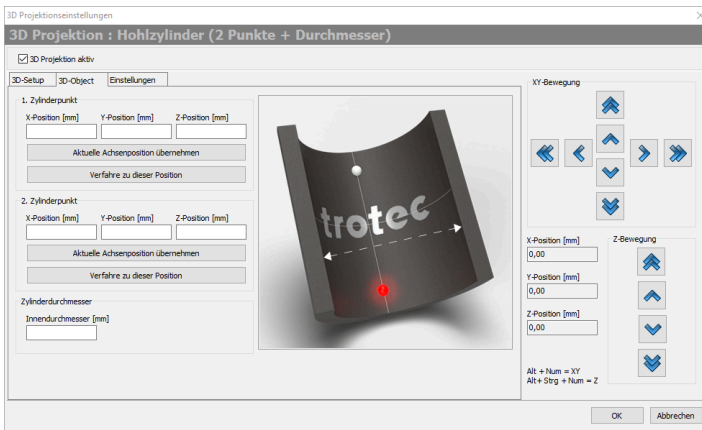 3D Projektionseinstellungen
3D Projektion : Hohlzylinder (2 Punkte + Durchmesser)
3D Projektion aktiv
3D-Setup 3D-Object Einstellungen
1. Zylinderpunkt
X-Position [mm] Y-Position [mm] Z-Position [mm]
Aktuelle Achsenposition übernehmen
Verfahre zu dieser Position
2. Zylinderpunkt
X-Position [mm] Y-Position [mm] Z-Position [mm]
Aktuelle Achsenposition übernehmen
Verfahre zu dieser Position
Zylinderdurchmesser
Innendurchmesser [mm]
trotec
2
XY-Bewegung
X-Position [mm]
0,00
Y-Position [mm]
0,00
Z-Position [mm]
0,00
Z-Bewegung
Alt + Num = XY
Alt+ Strg + Num = Z
OK Abbrechen